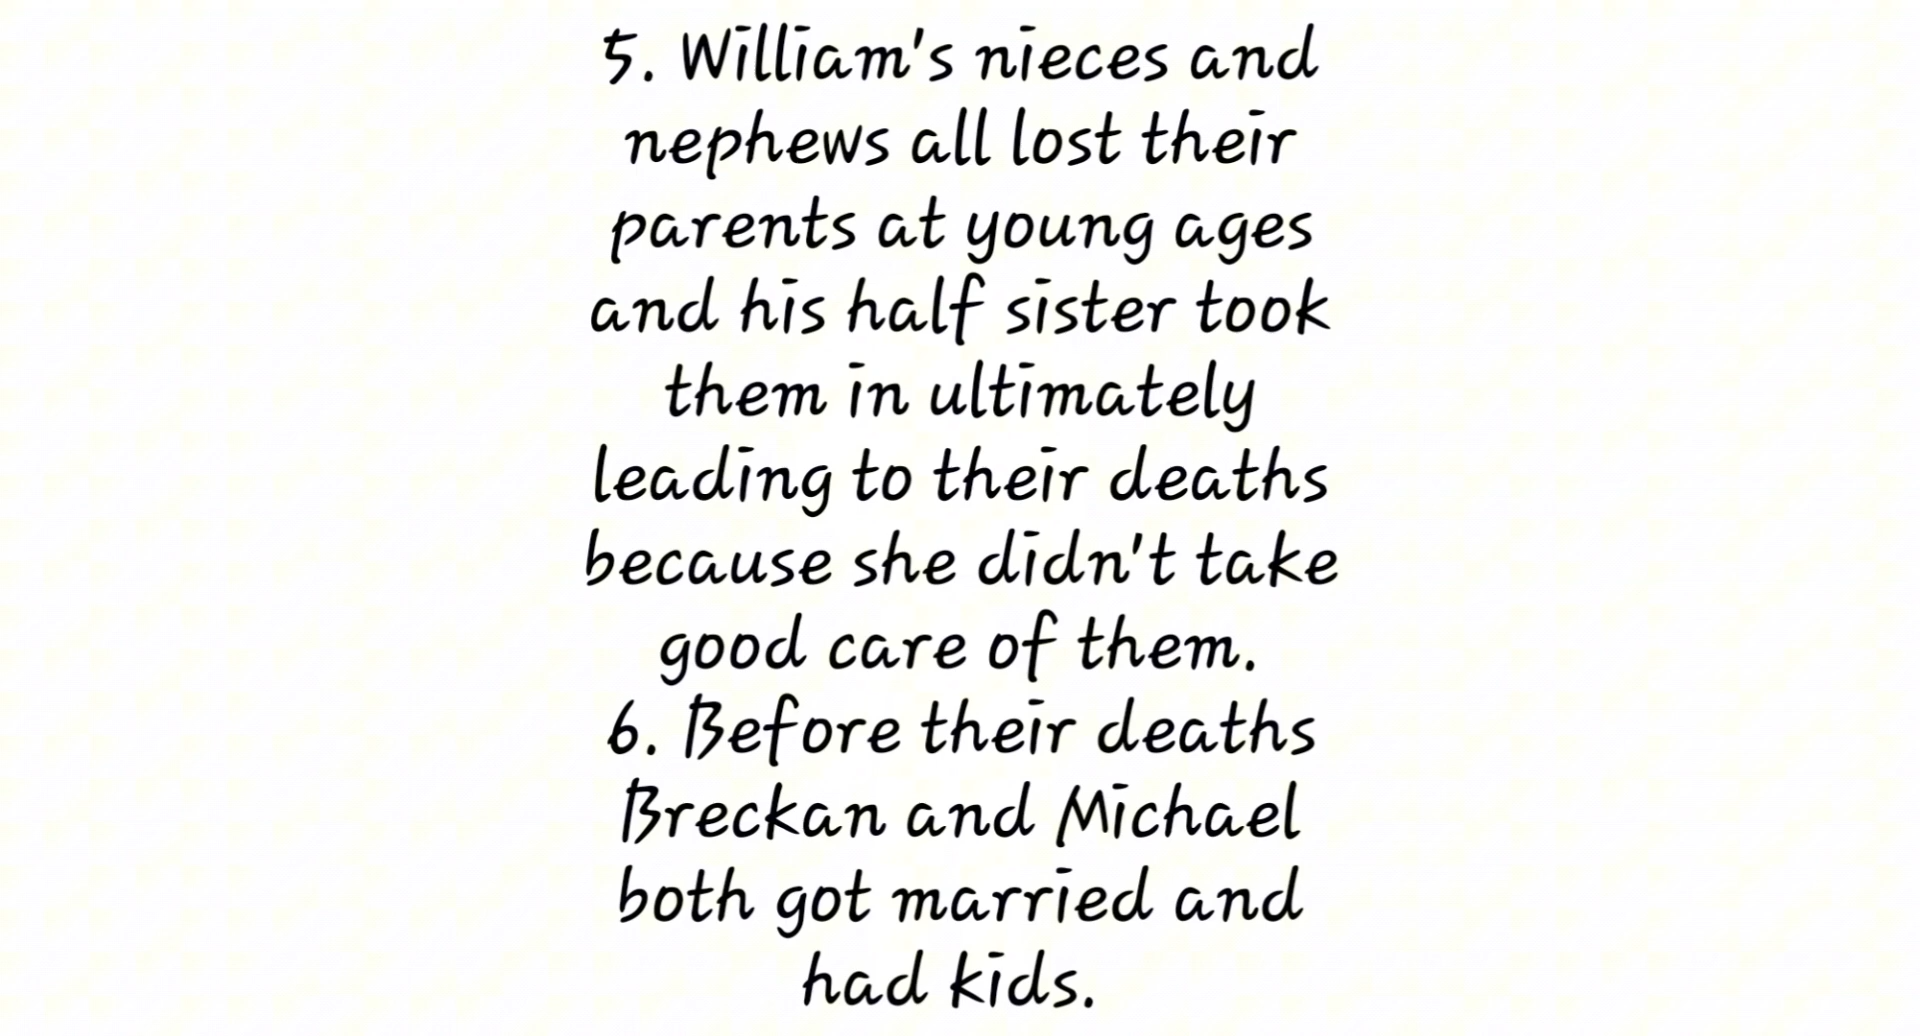 5. William's nieces and
nephews all lost their
parents at young ages
and his half sister took
them in ultimately
leading to their deaths
because she didn't take
good care of them.
6. Before their deaths
Breckan and Michael
both got married and
had kids.